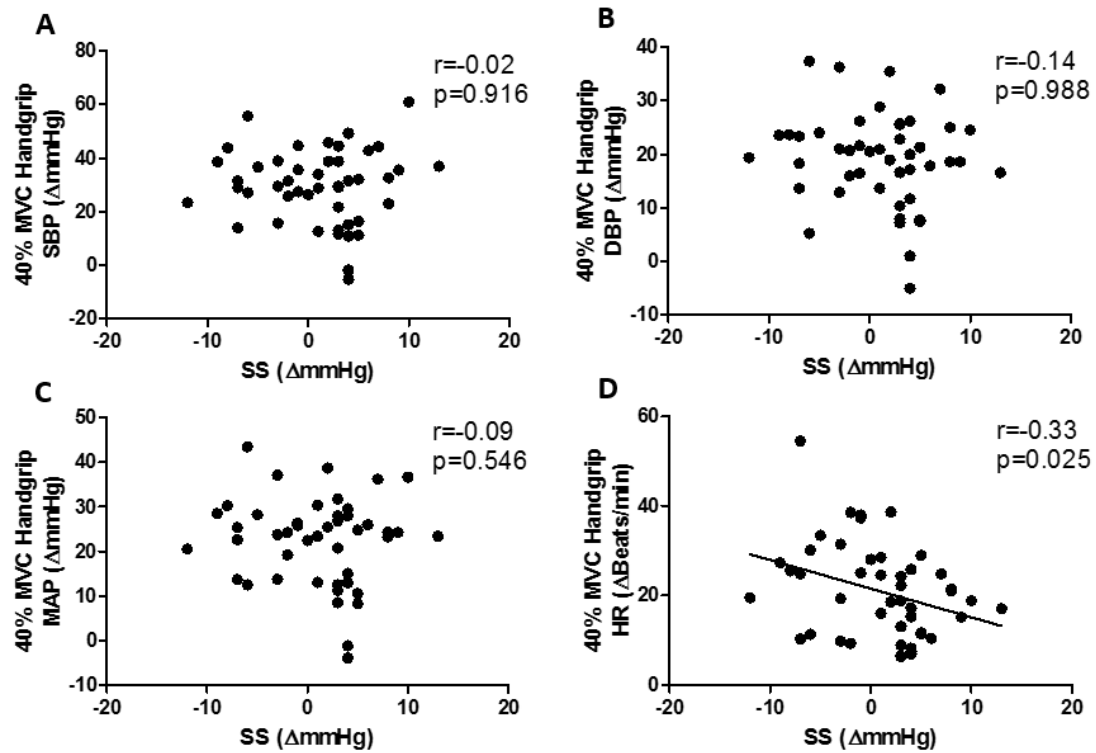 A
40% MVC Handgrip
SBP (ΔmmHg)
80
60
40
20
0
-20
-20
-10
0
10
20
SS (ΔmmHg)
r=-0.02
p=0.916
B
40% MVC Handgrip
DBP (ΔmmHg)
40
30
20
10
0
-10
-20
-10
0
10
20
SS (ΔmmHg)
r=-0.14
p=0.988
C
40% MVC Handgrip
MAP (ΔmmHg)
50
40
30
20
10
0
-10
-20
-10
0
10
20
SS (ΔmmHg)
r=-0.09
p=0.546
D
40% MVC Handgrip
HR (ΔBeats/min)
60
40
20
0
-20
-10
0
10
20
SS (ΔmmHg)
r=-0.33
p=0.025